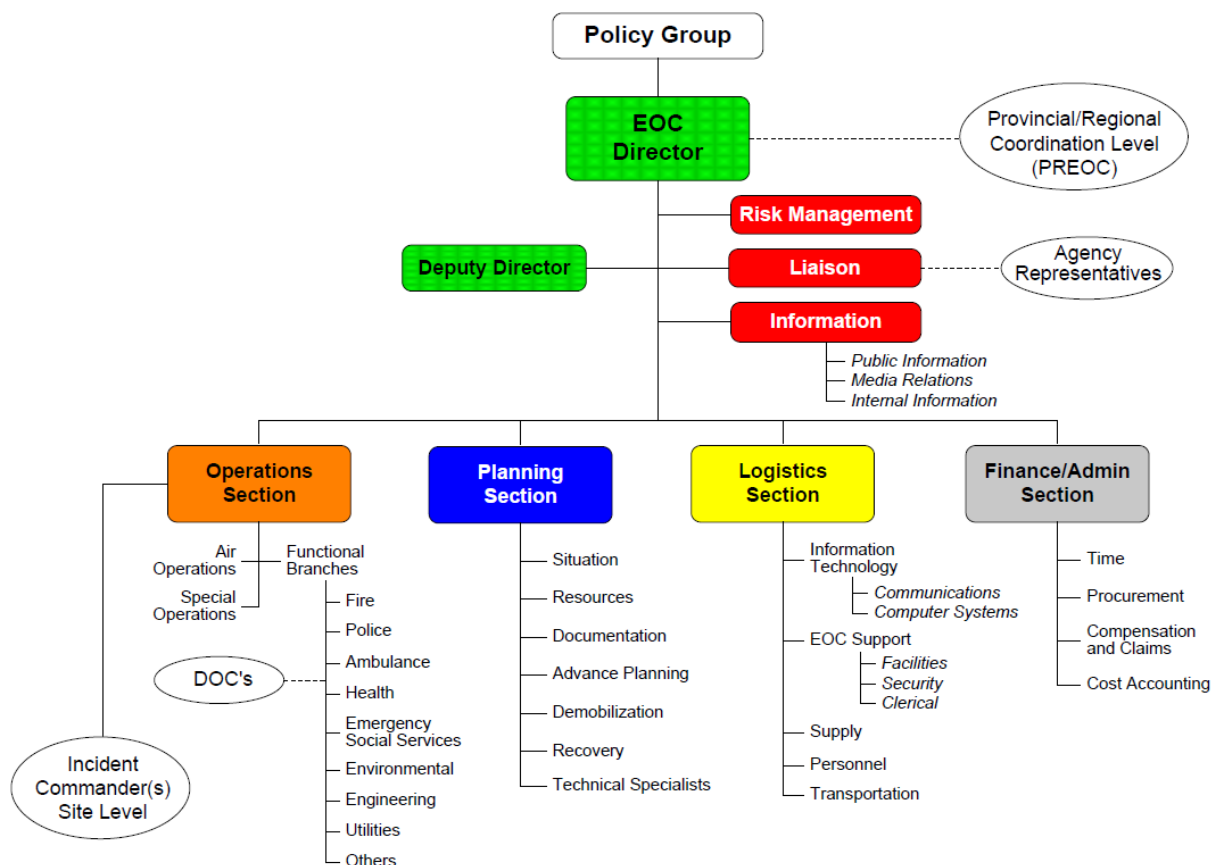 Policy Group
EOC
Director
Provincial/Regional
Coordination Level
(PREOC)
Risk Management
Deputy Director
Liaison
Agency
Representatives
Information
Public Information
Media Relations
Internal Information
Operations
Section
Planning
Section
Logistics
Section
Finance/Admin
Section
Air
Operations
Special
Operations
Functional
Branches
Fire
Police
Ambulance
Health
Emergency
Social Services
Environmental
Engineering
Utilities
Others
DOC's
Incident
Commander(s)
Site Level
Situation
Resources
Documentation
Advance Planning
Demobilization
Recovery
Technical Specialists
Information
Technology
Communications
Computer Systems
EOC Support
Facilities
Security
Clerical
Supply
Personnel
Transportation
Time
Procurement
Compensation
and Claims
Cost Accounting